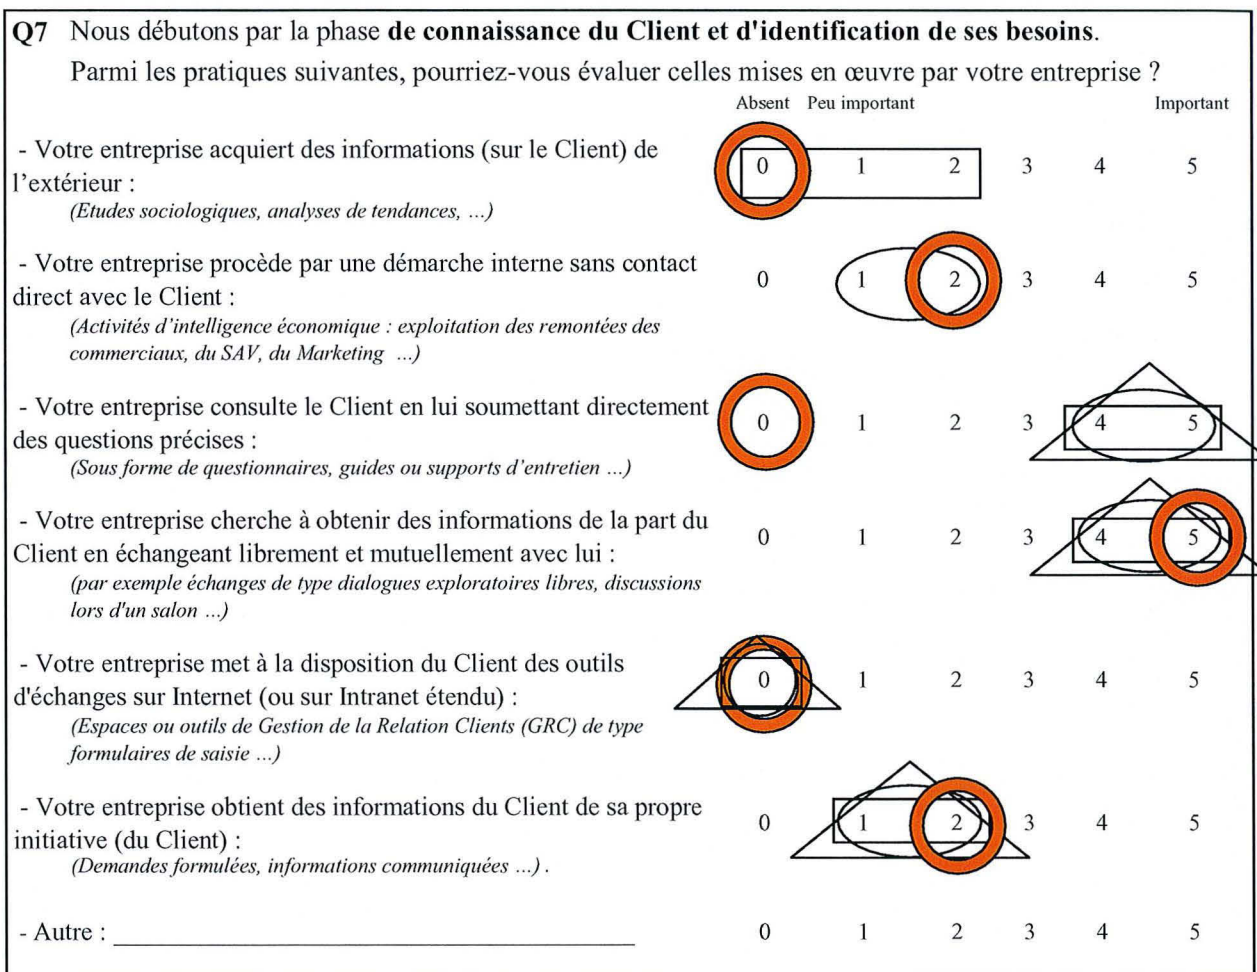 Q7 Nous débutons par la phase de connaissance du Client et d'identification de ses besoins.
Parmi les pratiques suivantes, pourriez-vous évaluer celles mises en œuvre par votre entreprise ?
Absent Peu important Important
- Votre entreprise acquiert des informations (sur le Client) de
l’extérieur :
0 1 2 3 4 5
(Etudes sociologiques, analyses de tendances, ...)
- Votre entreprise procède par une démarche interne sans contact
direct avec le Client :
0 1 2 3 4 5
(Activités d’intelligence économique : exploitation des remontées des
commerciaux, du SAV, du Marketing ...)
- Votre entreprise consulte le Client en lui soumettant directement
des questions précises :
0 1 2 3 4 5
(Sous forme de questionnaires, guides ou supports d’entretien ...)
- Votre entreprise cherche à obtenir des informations de la part du
Client en échangeant librement et mutuellement avec lui :
0 1 2 3 4 5
(par exemple échanges de type dialogues exploratoires libres, discussions
lors d'un salon ...)
- Votre entreprise met à la disposition du Client des outils
d'échanges sur Internet (ou sur Intranet étendu) :
0 1 2 3 4 5
(Espaces ou outils de Gestion de la Relation Clients (GRC) de type
formulaires de saisie ...)
- Votre entreprise obtient des informations du Client de sa propre
initiative (du Client) :
0 1 2 3 4 5
(Demandes formulées, informations communiquées ...) .
- Autre : 0 1 2 3 4 5